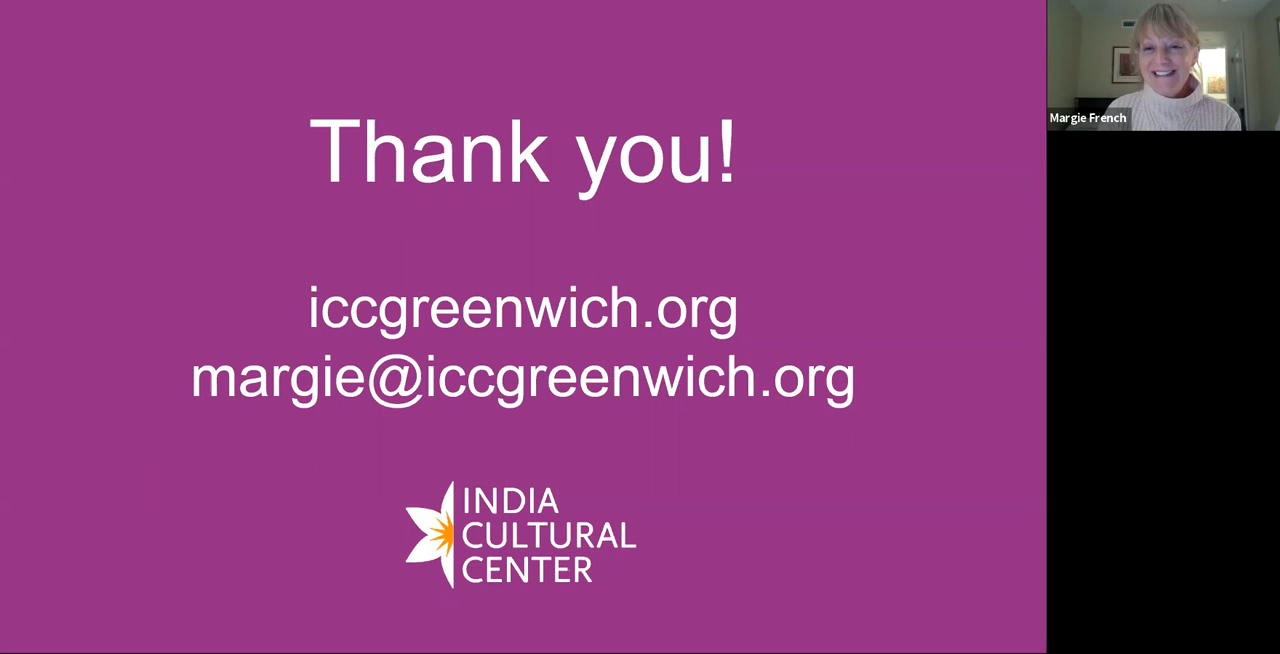 Thank you!
iccgreenwich.org
margie@iccgreenwich.org
INDIA
CULTURAL
CENTER
Margie French